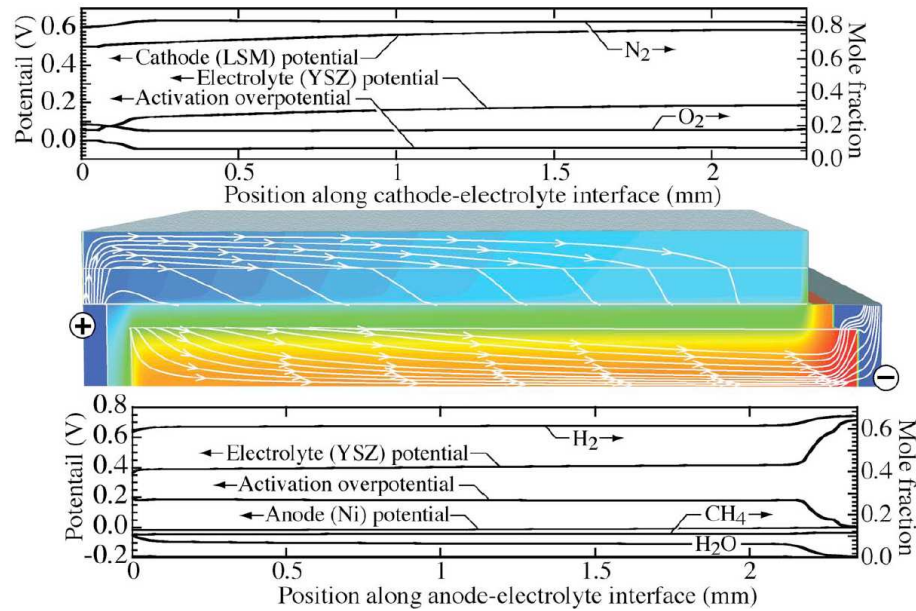 Potentail (V)
0.6
0.4
0.2
0.0
Cathode (LSM) potential
N2
Electrolyte (YSZ) potential
Activation overpotential
O2
0.8
0.6
0.4
0.2
0.0
Mole fraction
0 0.5 1 1.5 2
Position along cathode-electrolyte interface (mm)
+
−
Potentail (V)
0.8
0.6
0.4
0.2
0.0
-0.2
H2
Electrolyte (YSZ) potential
Activation overpotential
Anode (Ni) potential
CH4
H2O
0.6
0.4
0.2
0.0
Mole fraction
0 0.5 1 1.5 2
Position along anode-electrolyte interface (mm)